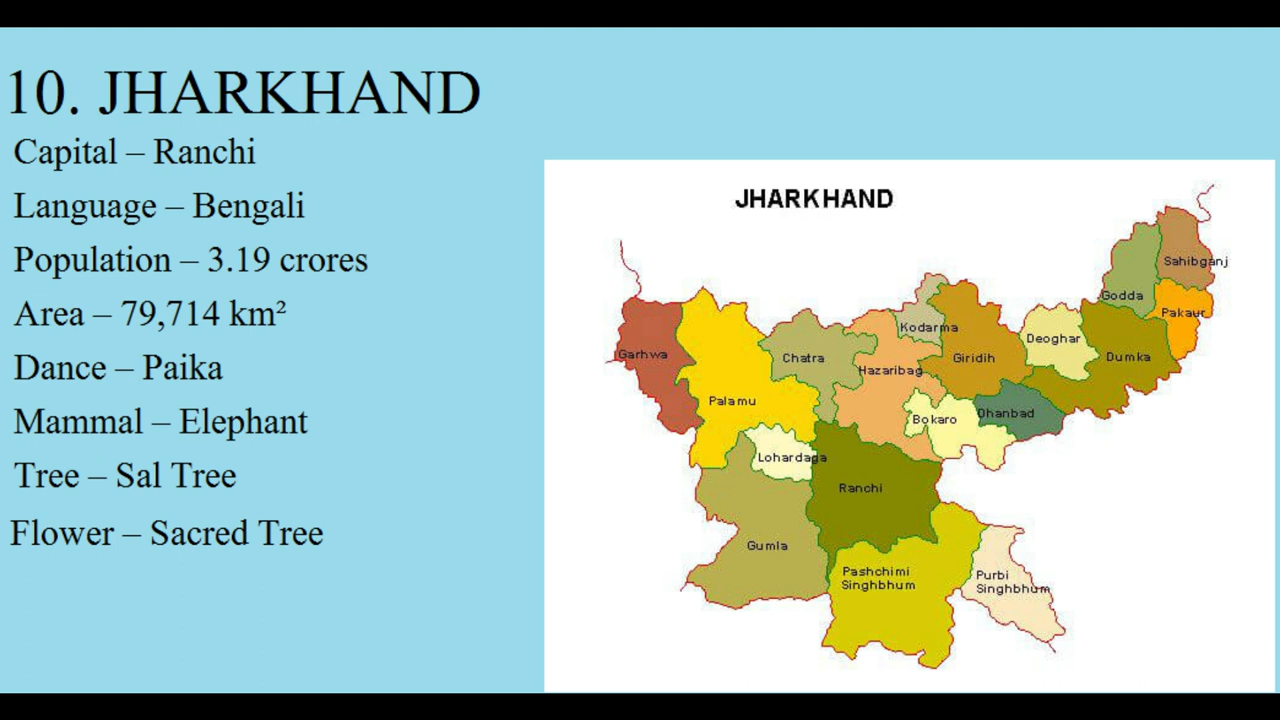 10. JHARKHAND
Capital – Ranchi
Language – Bengali
Population – 3.19 crores
Area – 79,714 km²
Dance – Paika
Mammal – Elephant
Tree – Sal Tree
Flower – Sacred Tree
JHARKHAND
Sahibganj
Godda
Pakaur
Kodarma
Deoghar
Garhwa
Chatra
Giridih
Dumka
Hazaribag
Palamu
Bokaro
Dhanbad
Lohardaga
Ranchi
Gumla
Pashchimi
Singhbhum
Purbi
Singhbhum